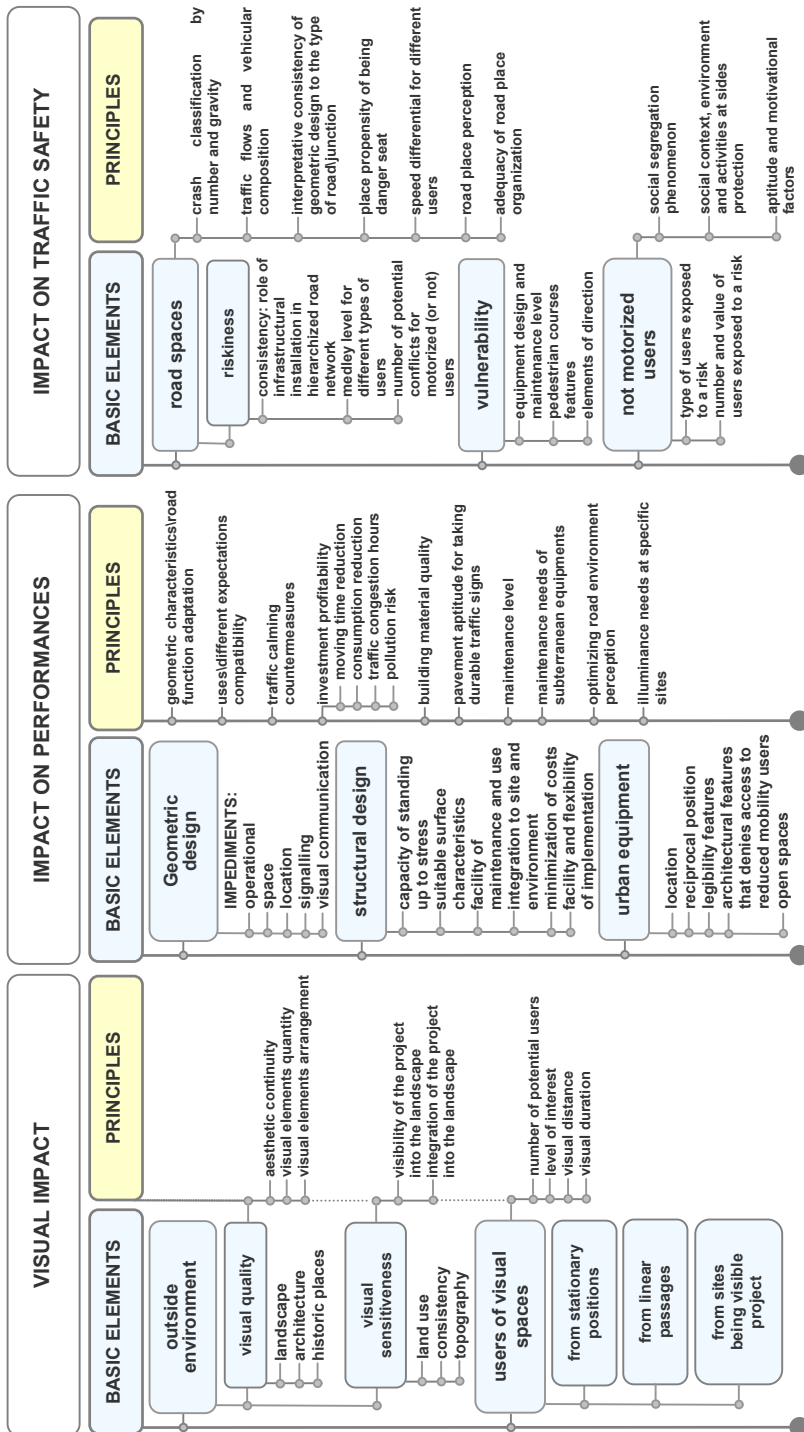 VISUAL IMPACT
BASIC ELEMENTS
PRINCIPLES
outside
environment
visual quality
landscape
architecture
historic places
aesthetic continuity
visual elements quantity
visual elements arrangement
visual
sensitiveness
land use
consistency
topography
visibility of the project
into the landscape
integration of the project
into the landscape
users of visual
spaces
number of potential users
level of interest
visual distance
visual duration
from stationary
positions
from linear
passages
from sites
being visible
project
IMPACT ON PERFORMANCES
BASIC ELEMENTS
PRINCIPLES
Geometric
design
IMPEDIMENTS:
operational
space
location
signalling
visual communication
structural design
capacity of standing
up to stress
suitable surface
characteristics
facility of
maintenance and use
integration to site and
environment
minimization of costs
facility and flexibility
of implementation
urban equipment
location
reciprocal position
legibility features
architectural features
that denies access to
reduced mobility users
open spaces
geometric characteristics\road
function adaptation
uses\different expectations
compatibility
traffic calming
countermeasures
investment profitability
moving time reduction
consumption reduction
traffic congestion hours
pollution risk
building material quality
pavement aptitude for taking
durable traffic signs
maintenance level
maintenance needs of
subterranean equipments
optimizing road environment
perception
illuminance needs at specific
sites
IMPACT ON TRAFFIC SAFETY
BASIC ELEMENTS
PRINCIPLES
road spaces
riskiness
consistency: role of
infrastructural
installation in
hierarchized road
network
medley level for
different types of
users
number of potential
conflicts for
motorized (or not)
users
vulnerability
equipment design and
maintenance level
pedestrian courses
features
elements of direction
not motorized
users
type of users exposed
to a risk
number and value of
users exposed to a risk
crash classification by
number and gravity
traffic flows and vehicular
composition
interpretative consistency of
geometric design to the type
of road\junction
place propensity of being
danger seat
speed differential for different
users
road place perception
adequacy of road place
organization
social segregation
phenomenon
social context, environment
and activities at sides
protection
aptitude and motivational
factors